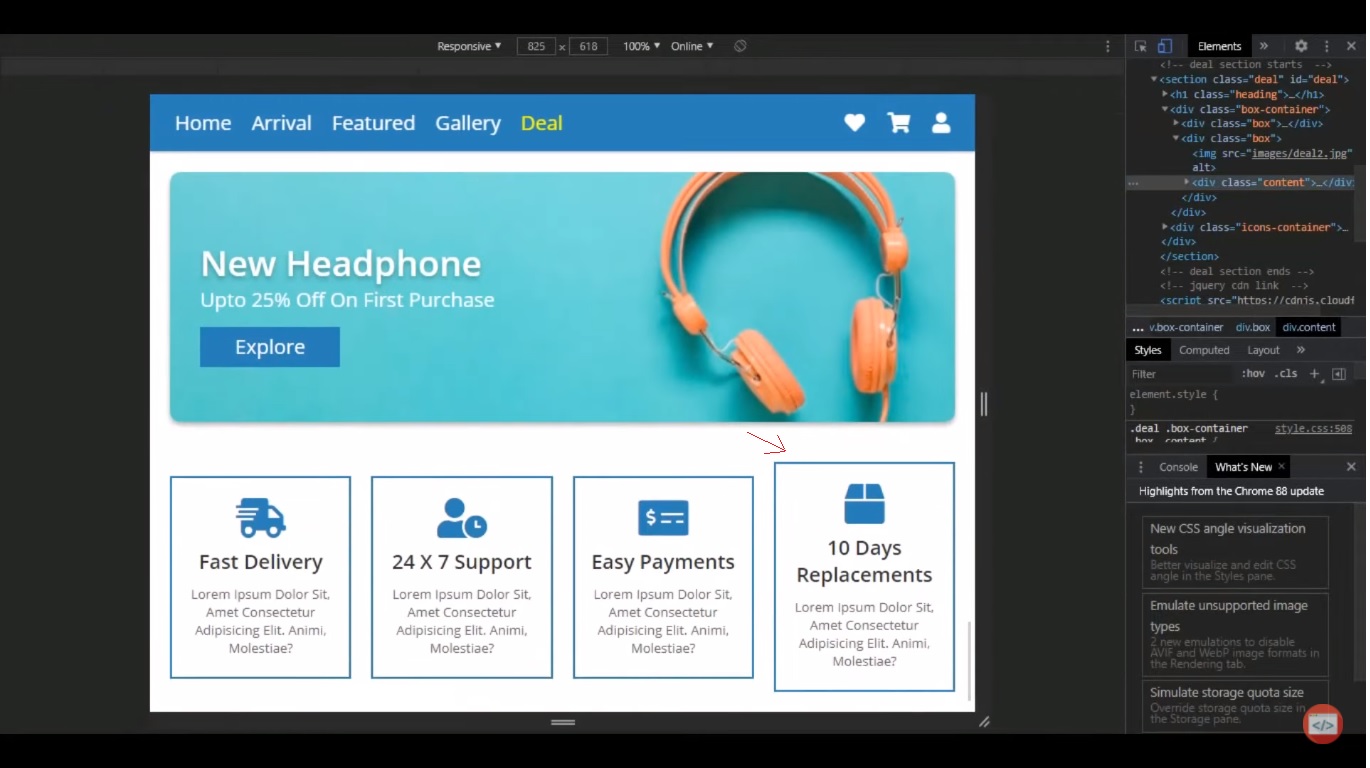 Responsive ▼ 825 x 618 100% ▼ Online ▼
Elements
Home Arrival Featured Gallery Deal
New Headphone
Upto 25% Off On First Purchase
Explore
Fast Delivery
Lorem Ipsum Dolor Sit,
Amet Consectetur
Adipisicing Elit. Animi,
Molestiae?
24 X 7 Support
Lorem Ipsum Dolor Sit,
Amet Consectetur
Adipisicing Elit. Animi,
Molestiae?
Easy Payments
Lorem Ipsum Dolor Sit,
Amet Consectetur
Adipisicing Elit. Animi,
Molestiae?
10 Days
Replacements
Lorem Ipsum Dolor Sit,
Amet Consectetur
Adipisicing Elit. Animi,
Molestiae?
<!-- deal section starts -->
▼<section class="deal" id="deal">
▶<h1 class="heading">…</h1>
▼<div class="box-container">
▶<div class="box">…</div>
▼<div class="box">
<img src="images/deal2.jpg"
alt>
▶<div class="content">…</div>
</div>
</div>
▶<div class="icons-container">…
</div>
</section>
<!-- deal section ends -->
<!-- jquery cdn link -->
<script src="https://cdnjs.cloudf
... v.box-container div.box div.content
Styles Computed Layout »
Filter :hov .cls +
element.style {
}
.deal .box-container style.css:508
.box .content {
Console What's New ×
Highlights from the Chrome 88 update
New CSS angle visualization
tools
Better visualize and edit CSS
angle in the Styles pane.
Emulate unsupported image
types
2 new emulations to disable
AVIF and WebP image formats in
the Rendering tab.
Simulate storage quota size
Override storage quota size in
the Storage pane.
</>